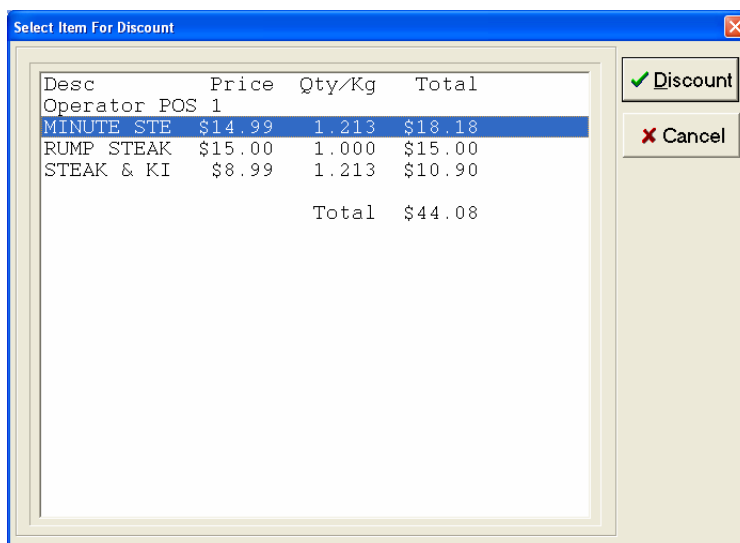 Select Item For Discount
Desc Price Qty/Kg Total
Operator POS 1
MINUTE STE $14.99 1.213 $18.18
RUMP STEAK $15.00 1.000 $15.00
STEAK & KI $8.99 1.213 $10.90
Total $44.08
Discount
Cancel